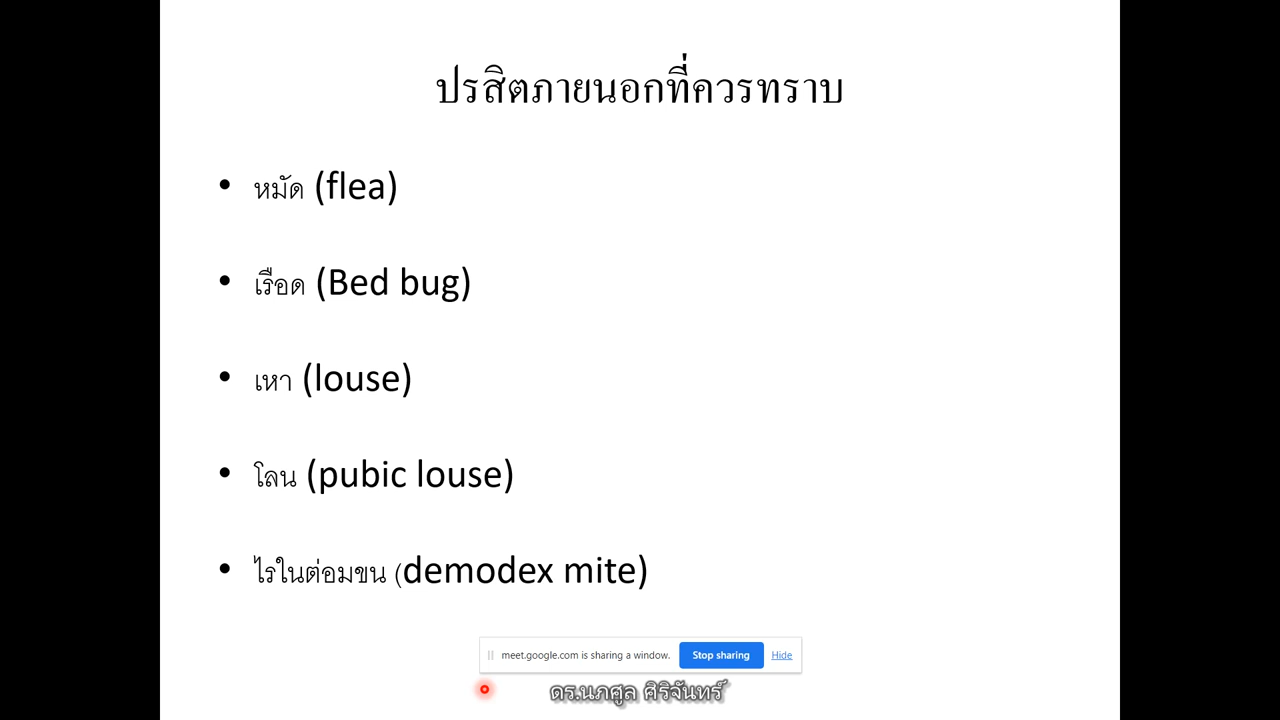 ปรสิตภายนอกที่ควรทราบ
• หมัด (flea)
• เรือด (Bed bug)
• เหา (louse)
• โลน (pubic louse)
• ไรในต่อมขน (demodex mite)
meet.google.com is sharing a window. Stop sharing Hide
ดร.นภศูล ศิริจันทร์